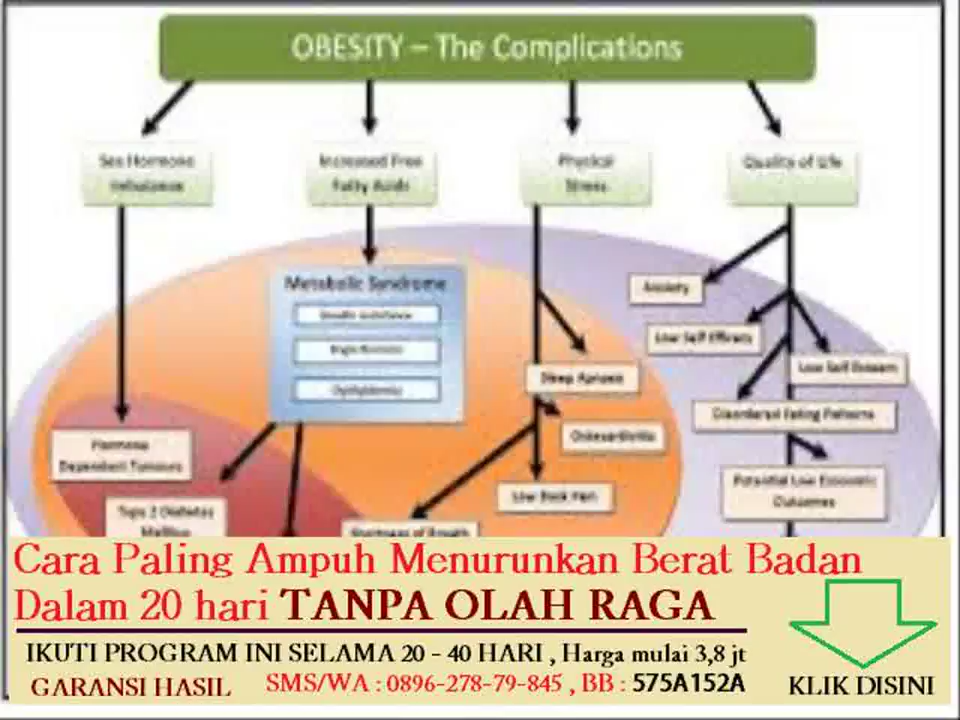 OBESITY – The Complications
Sex Hormone
Imbalance
Increased Free
Fatty Acids
Physical
Stress
Quality of Life
Metabolic Syndrome
Dyslipidemia
Anxiety
Low Self Efficacy
Low Self Esteem
Disordered Eating Patterns
Potential Low Economic
Outcomes
Sleep Apnoea
Osteoarthritis
Low Back Pain
Shortness of Breath
Hormone
Dependent Tumours
Type 2 Diabetes
Mellitus
Cara Paling Ampuh Menurunkan Berat Badan
Dalam 20 hari TANPA OLAH RAGA
IKUTI PROGRAM INI SELAMA 20 - 40 HARI , Harga mulai 3,8 jt
GARANSI HASIL SMS/WA : 0896-278-79-845 , BB : 575A152A
KLIK DISINI